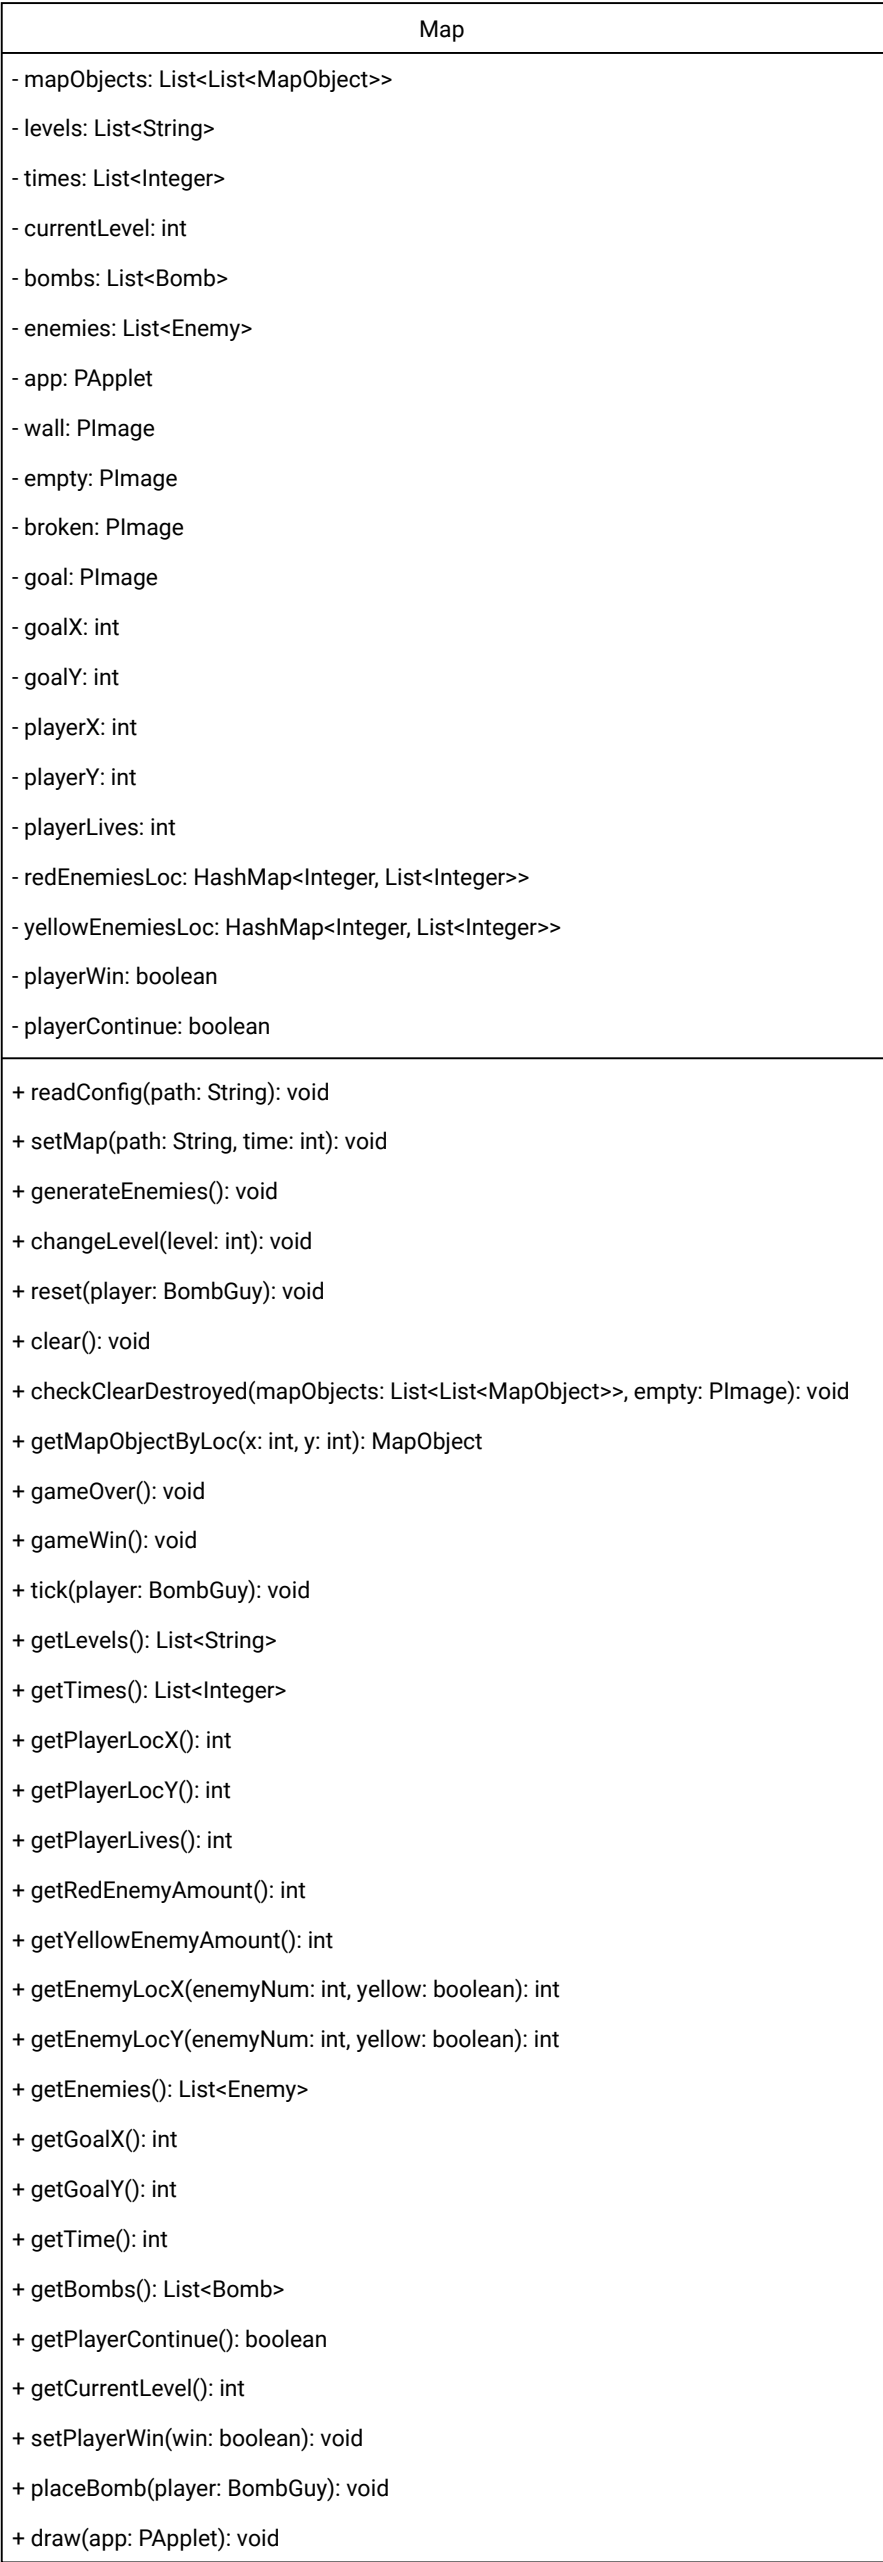 Map
- mapObjects: List<List<MapObject>>
- levels: List<String>
- times: List<Integer>
- currentLevel: int
- bombs: List<Bomb>
- enemies: List<Enemy>
- app: PApplet
- wall: PImage
- empty: PImage
- broken: PImage
- goal: PImage
- goalX: int
- goalY: int
- playerX: int
- playerY: int
- playerLives: int
- redEnemiesLoc: HashMap<Integer, List<Integer>>
- yellowEnemiesLoc: HashMap<Integer, List<Integer>>
- playerWin: boolean
- playerContinue: boolean
+ readConfig(path: String): void
+ setMap(path: String, time: int): void
+ generateEnemies(): void
+ changeLevel(level: int): void
+ reset(player: BombGuy): void
+ clear(): void
+ checkClearDestroyed(mapObjects: List<List<MapObject>>, empty: PImage): void
+ getMapObjectByLoc(x: int, y: int): MapObject
+ gameOver(): void
+ gameWin(): void
+ tick(player: BombGuy): void
+ getLevels(): List<String>
+ getTimes(): List<Integer>
+ getPlayerLocX(): int
+ getPlayerLocY(): int
+ getPlayerLives(): int
+ getRedEnemyAmount(): int
+ getYellowEnemyAmount(): int
+ getEnemyLocX(enemyNum: int, yellow: boolean): int
+ getEnemyLocY(enemyNum: int, yellow: boolean): int
+ getEnemies(): List<Enemy>
+ getGoalX(): int
+ getGoalY(): int
+ getTime(): int
+ getBombs(): List<Bomb>
+ getPlayerContinue(): boolean
+ getCurrentLevel(): int
+ setPlayerWin(win: boolean): void
+ placeBomb(player: BombGuy): void
+ draw(app: PApplet): void